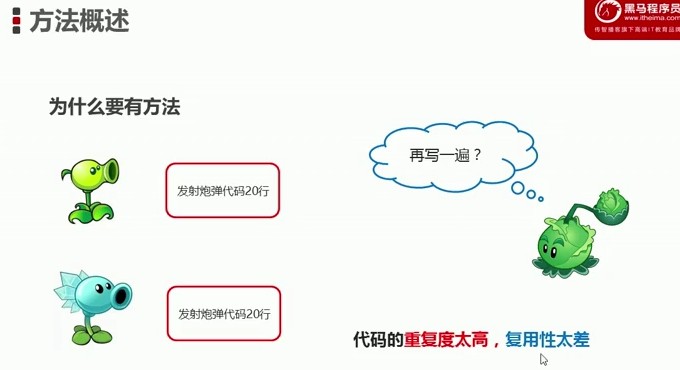 方法概述
黑马程序员
www.itheima.com
传智播客旗下高端IT教育品牌
为什么要有方法
再写一遍？
发射炮弹代码20行
发射炮弹代码20行
代码的重复度太高，复用性太差